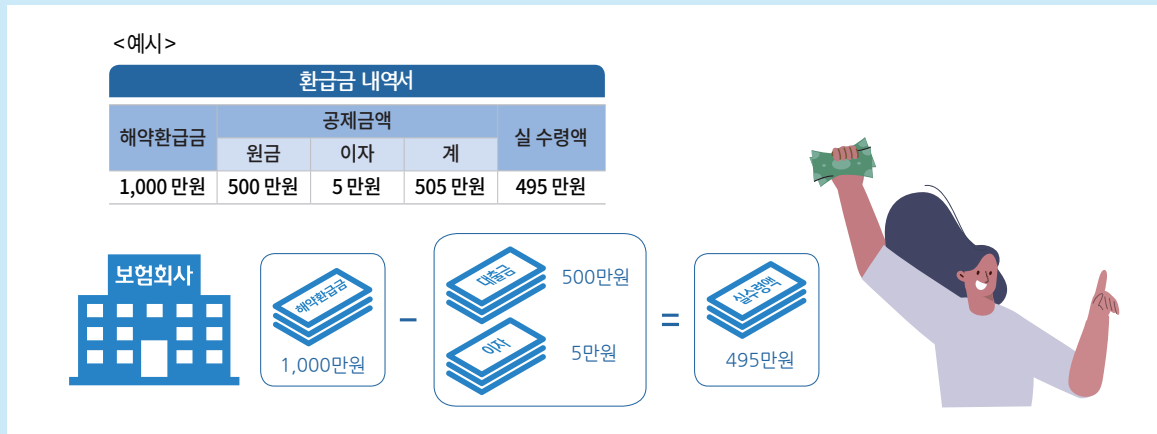 <예시>
환급금 내역서
해약환급금 공제금액 실 수령액
원금 이자 계
1,000 만원 500 만원 5 만원 505 만원 495 만원
보험회사
해약환급금
1,000만원
−
대출금 500만원
이자 5만원
=
실수령액
495만원